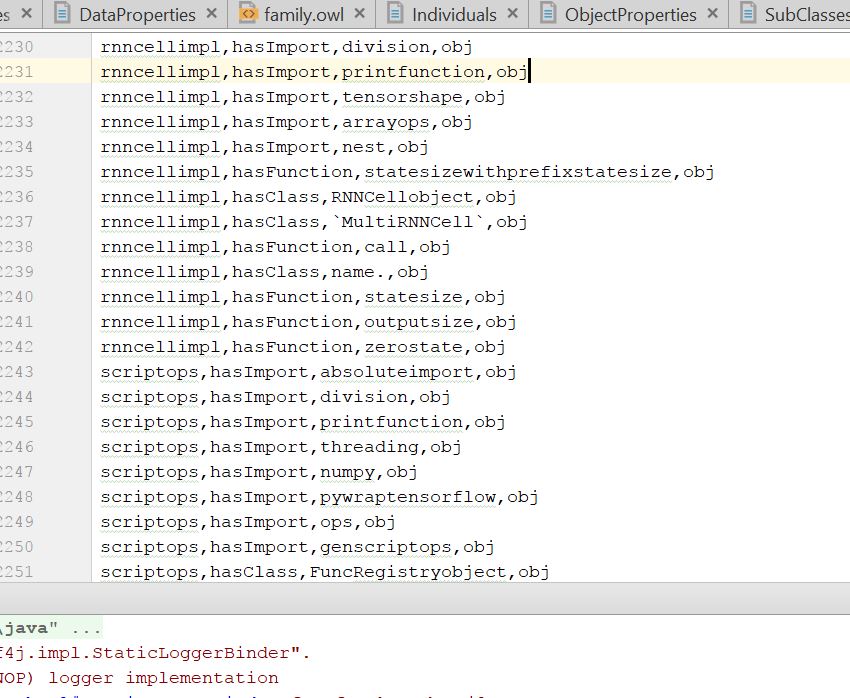 s DataProperties family.owl Individuals ObjectProperties SubClasses
2230 rnncellimpl,hasImport,division,obj
2231 rnncellimpl,hasImport,printfunction,obj
2232 rnncellimpl,hasImport,tensorshape,obj
2233 rnncellimpl,hasImport,arrayops,obj
2234 rnncellimpl,hasImport,nest,obj
2235 rnncellimpl,hasFunction,statesizewithprefixstatesize,obj
2236 rnncellimpl,hasClass,RNNCellobject,obj
2237 rnncellimpl,hasClass,`MultiRNNCell`,obj
2238 rnncellimpl,hasFunction,call,obj
2239 rnncellimpl,hasClass,name.,obj
2240 rnncellimpl,hasFunction,statesize,obj
2241 rnncellimpl,hasFunction,outputsize,obj
2242 rnncellimpl,hasFunction,zerostate,obj
2243 scriptops,hasImport,absoluteimport,obj
2244 scriptops,hasImport,division,obj
2245 scriptops,hasImport,printfunction,obj
2246 scriptops,hasImport,threading,obj
2247 scriptops,hasImport,numpy,obj
2248 scriptops,hasImport,pywraptensorflow,obj
2249 scriptops,hasImport,ops,obj
2250 scriptops,hasImport,genscriptops,obj
2251 scriptops,hasClass,FuncRegistryobject,obj
\java" ...
f4j.impl.StaticLoggerBinder".
NOP) logger implementation